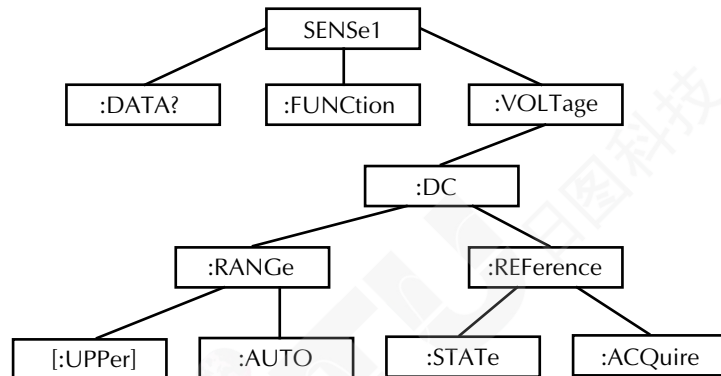 SENSe1
:DATA? :FUNCtion :VOLTage
:DC
:RANGe :REFerence
[:UPPer] :AUTO :STATe :ACQuire